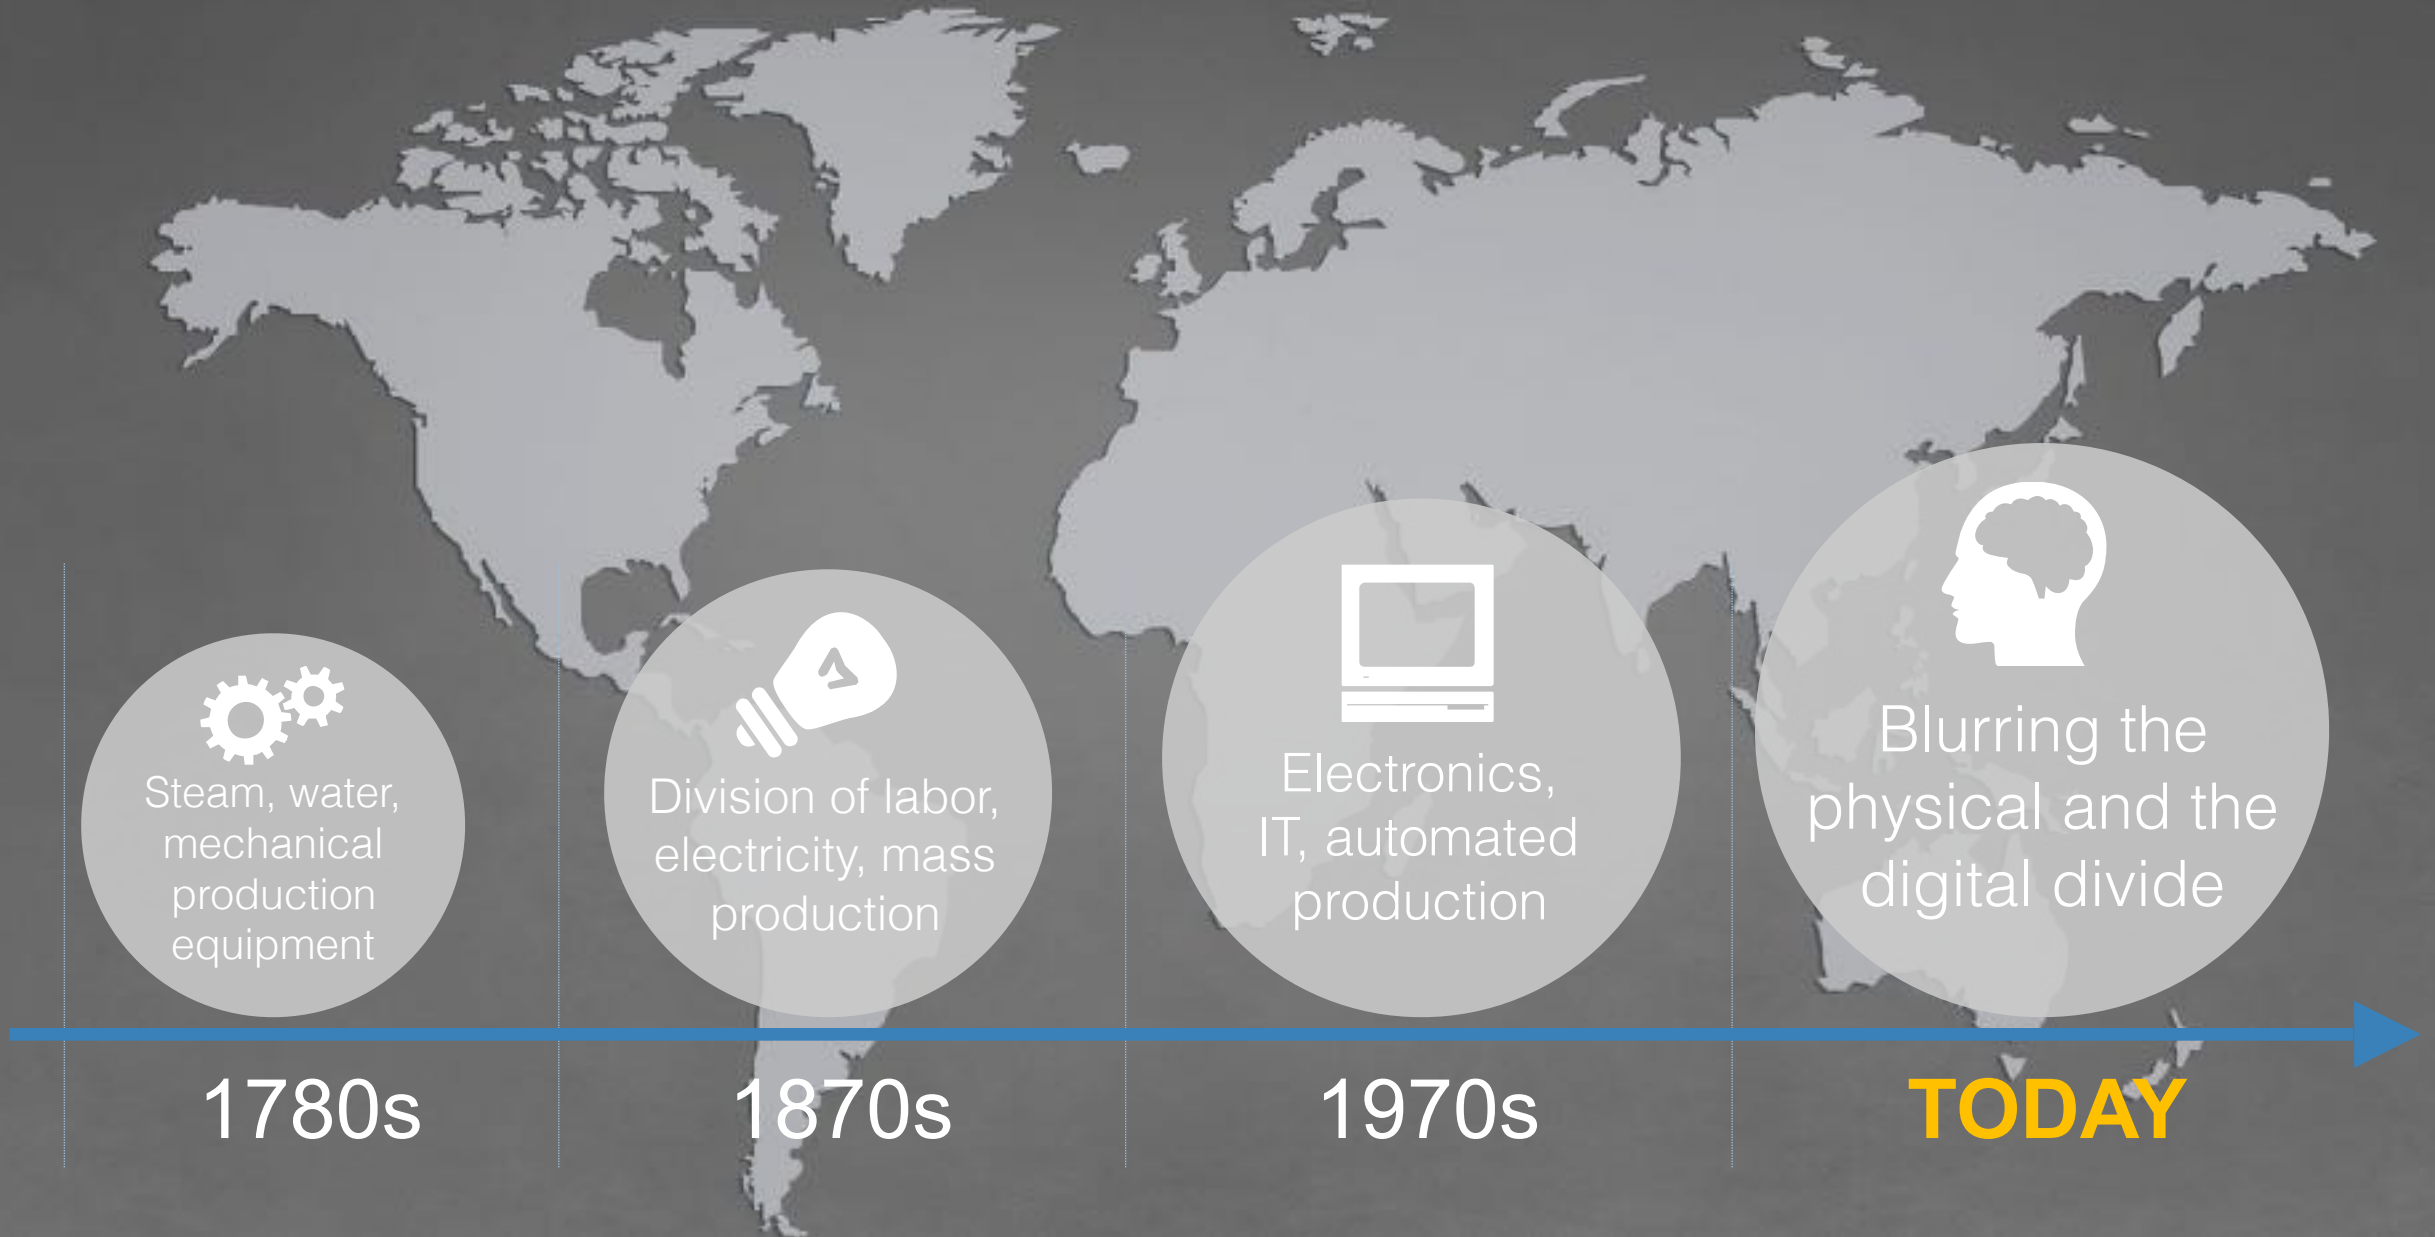 Steam, water,
mechanical
production
equipment
Division of labor,
electricity, mass
production
Electronics,
IT, automated
production
Blurring the
physical and the
digital divide
1780s
1870s
1970s
TODAY